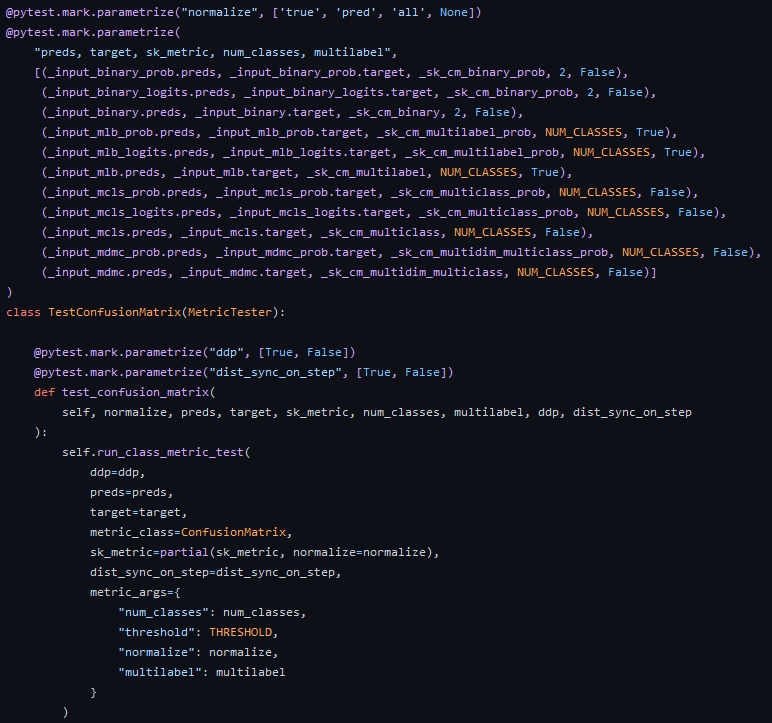 @pytest.mark.parametrize("normalize", ['true', 'pred', 'all', None])
@pytest.mark.parametrize(
    "preds, target, sk_metric, num_classes, multilabel",
    [(_input_binary_prob.preds, _input_binary_prob.target, _sk_cm_binary_prob, 2, False),
     (_input_binary_logits.preds, _input_binary_logits.target, _sk_cm_binary_prob, 2, False),
     (_input_binary.preds, _input_binary.target, _sk_cm_binary, 2, False),
     (_input_mlb_prob.preds, _input_mlb_prob.target, _sk_cm_multilabel_prob, NUM_CLASSES, True),
     (_input_mlb_logits.preds, _input_mlb_logits.target, _sk_cm_multilabel_prob, NUM_CLASSES, True),
     (_input_mlb.preds, _input_mlb.target, _sk_cm_multilabel, NUM_CLASSES, True),
     (_input_mcls_prob.preds, _input_mcls_prob.target, _sk_cm_multiclass_prob, NUM_CLASSES, False),
     (_input_mcls_logits.preds, _input_mcls_logits.target, _sk_cm_multiclass_prob, NUM_CLASSES, False),
     (_input_mcls.preds, _input_mcls.target, _sk_cm_multiclass, NUM_CLASSES, False),
     (_input_mdmc_prob.preds, _input_mdmc_prob.target, _sk_cm_multidim_multiclass_prob, NUM_CLASSES, False),
     (_input_mdmc.preds, _input_mdmc.target, _sk_cm_multidim_multiclass, NUM_CLASSES, False)]
)
class TestConfusionMatrix(MetricTester):

    @pytest.mark.parametrize("ddp", [True, False])
    @pytest.mark.parametrize("dist_sync_on_step", [True, False])
    def test_confusion_matrix(
        self, normalize, preds, target, sk_metric, num_classes, multilabel, ddp, dist_sync_on_step
    ):
        self.run_class_metric_test(
            ddp=ddp,
            preds=preds,
            target=target,
            metric_class=ConfusionMatrix,
            sk_metric=partial(sk_metric, normalize=normalize),
            dist_sync_on_step=dist_sync_on_step,
            metric_args={
                "num_classes": num_classes,
                "threshold": THRESHOLD,
                "normalize": normalize,
                "multilabel": multilabel
            }
        )